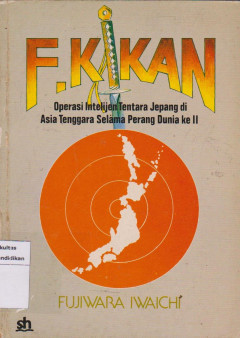 F.KIKAN
Operasi Intelijen Tentara Jepang di
Asia Tenggara Selama Perang Dunia ke II
FUJIWARA IWAICHI
sh